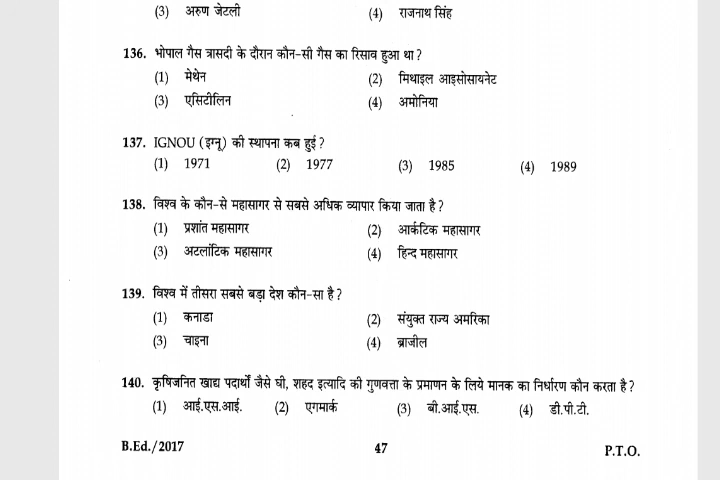 (3) अरुण जेटली (4) राजनाथ सिंह
136. भोपाल गैस त्रासदी के दौरान कौन-सी गैस का रिसाव हुआ था ?
(1) मेथेन (2) मिथाइल आइसोसायनेट
(3) एसिटीलिन (4) अमोनिया
137. IGNOU (इग्नू) की स्थापना कब हुई ?
(1) 1971 (2) 1977 (3) 1985 (4) 1989
138. विश्व के कौन-से महासागर से सबसे अधिक व्यापार किया जाता है ?
(1) प्रशांत महासागर (2) आर्कटिक महासागर
(3) अटलांटिक महासागर (4) हिन्द महासागर
139. विश्व में तीसरा सबसे बड़ा देश कौन-सा है ?
(1) कनाडा (2) संयुक्त राज्य अमरिका
(3) चाइना (4) ब्राजील
140. कृषिजनित खाद्य पदार्थों जैसे घी, शहद इत्यादि की गुणवत्ता के प्रमाणन के लिये मानक का निर्धारण कौन करता है ?
(1) आई.एस.आई. (2) एगमार्क (3) बी.आई.एस. (4) डी.पी.टी.
B.Ed./2017 47 P.T.O.